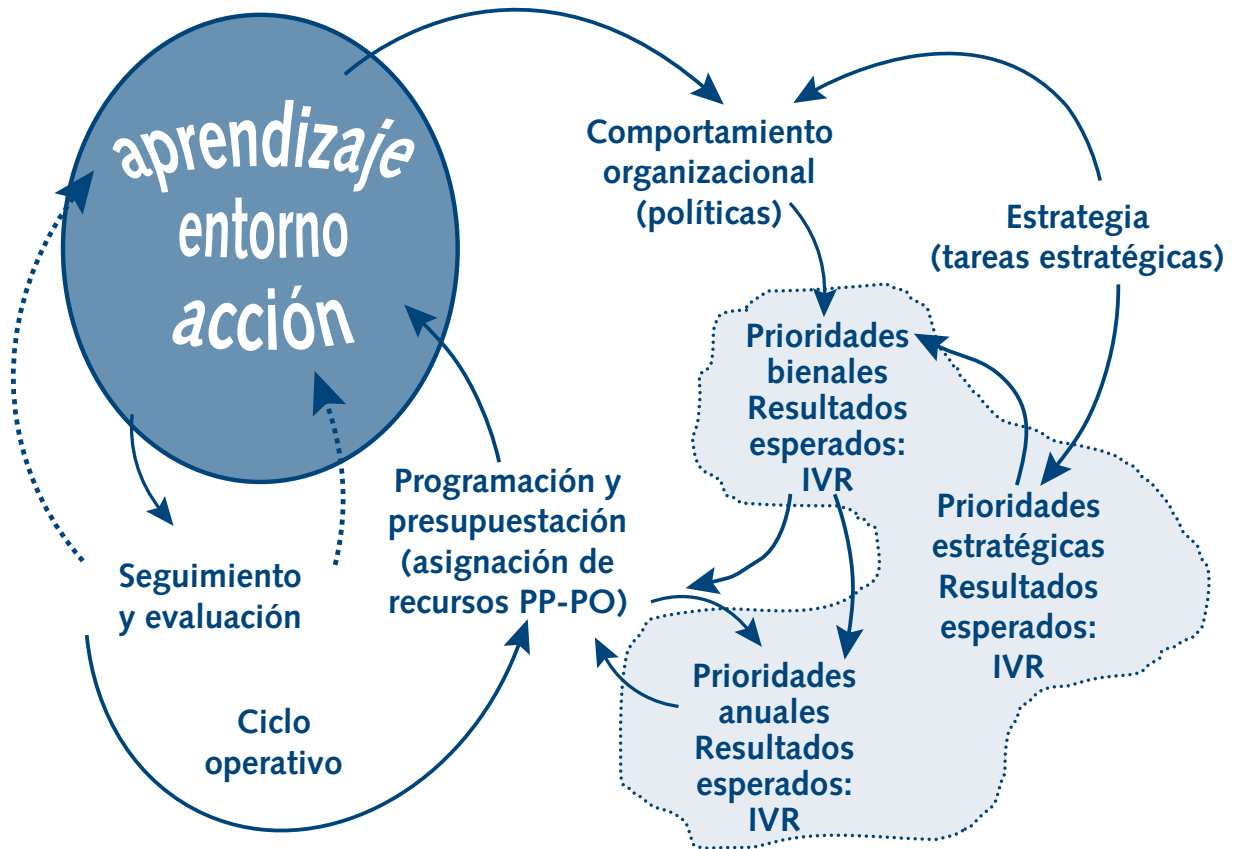 aprendizaje
entorno
acción
Comportamiento
organizacional
(políticas)
Estrategia
(tareas estratégicas)
Prioridades
bienales
Resultados
esperados:
IVR
Prioridades
estratégicas
Resultados
esperados:
IVR
Programación y
presupuestación
(asignación de
recursos PP-PO)
Seguimiento
y evaluación
Prioridades
anuales
Resultados
esperados:
IVR
Ciclo
operativo